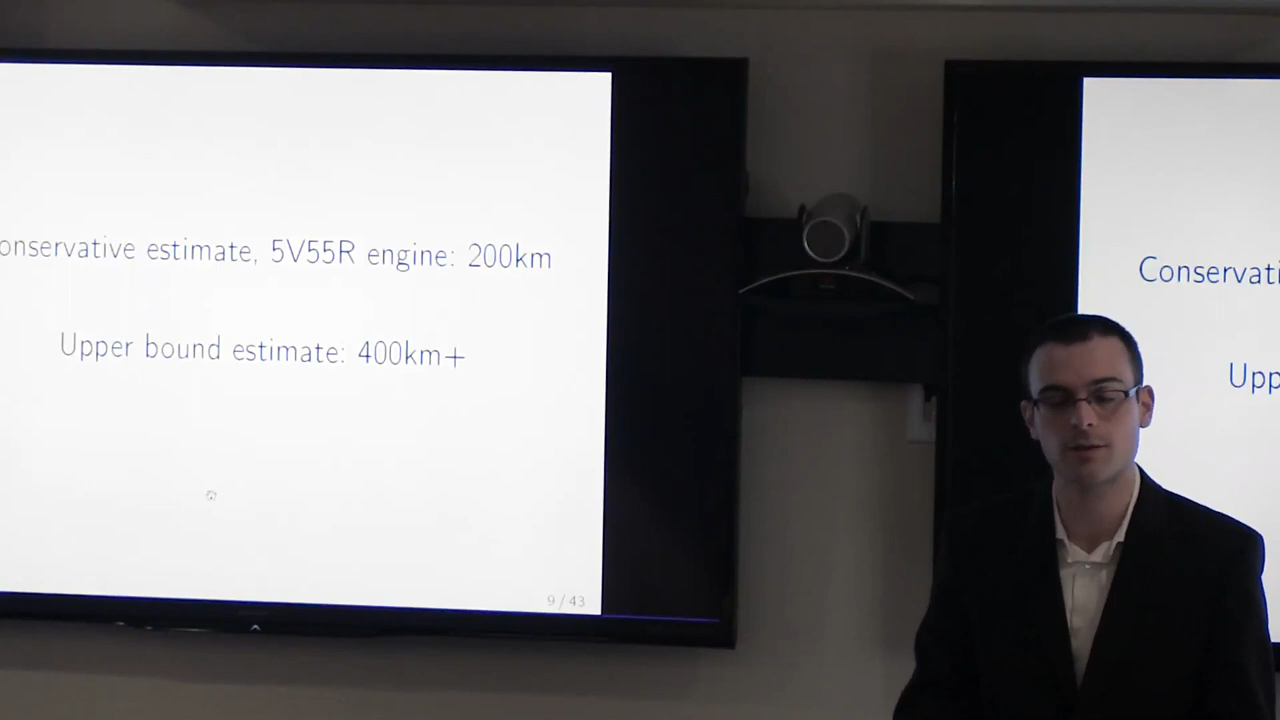 onservative estimate, 5V55R engine: 200km
Upper bound estimate: 400km+
9 / 43
Conservati
Upp